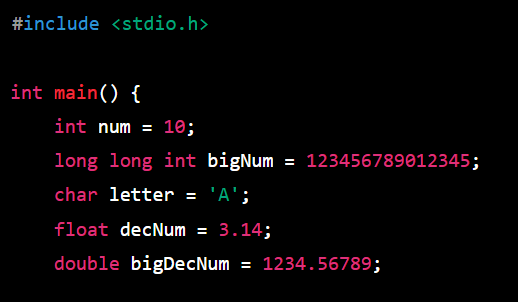 #include <stdio.h>
int main() {
    int num = 10;
    long long int bigNum = 123456789012345;
    char letter = 'A';
    float decNum = 3.14;
    double bigDecNum = 1234.56789;